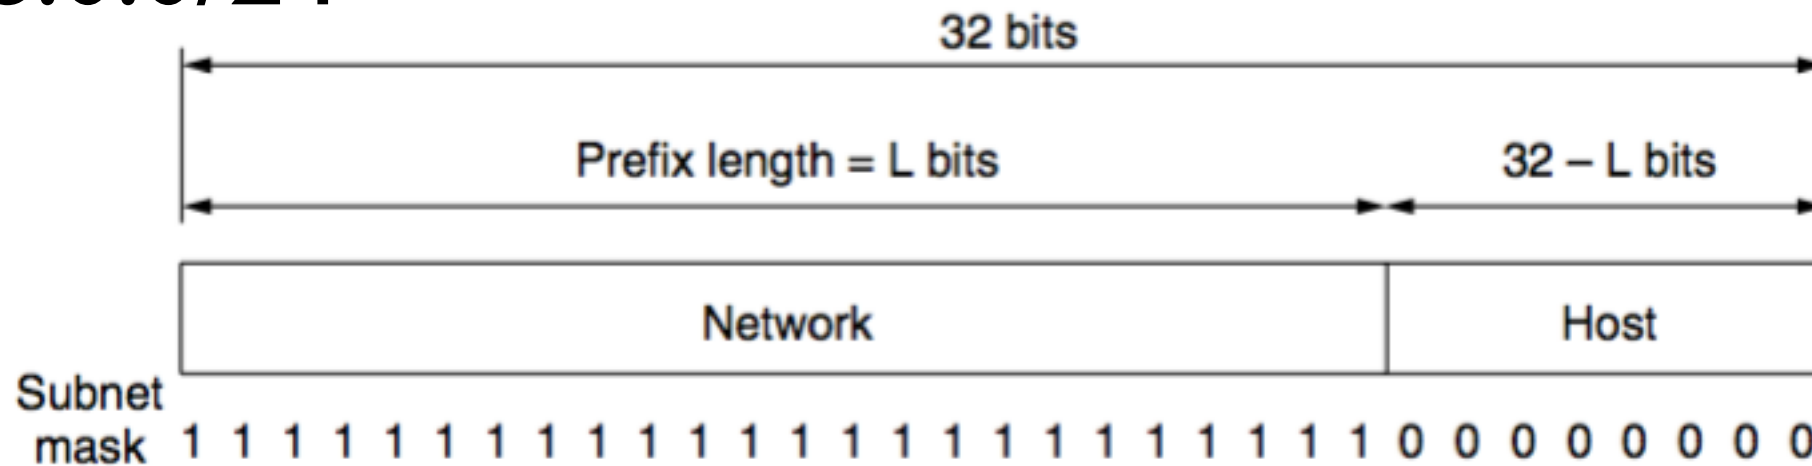 32 bits
Prefix length = L bits 32 – L bits
Network Host
Subnet
mask 1 1 1 1 1 1 1 1 1 1 1 1 1 1 1 1 1 1 1 1 1 1 1 1 0 0 0 0 0 0 0 0